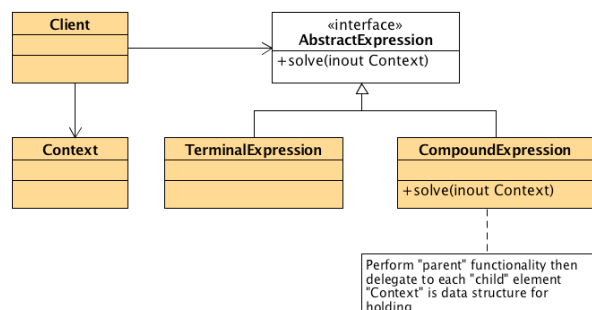 Client
«interface»
AbstractExpression
+solve(inout Context)
Context
TerminalExpression
CompoundExpression
+solve(inout Context)
Perform "parent" functionality then
delegate to each "child" element
"Context" is data structure for
holding